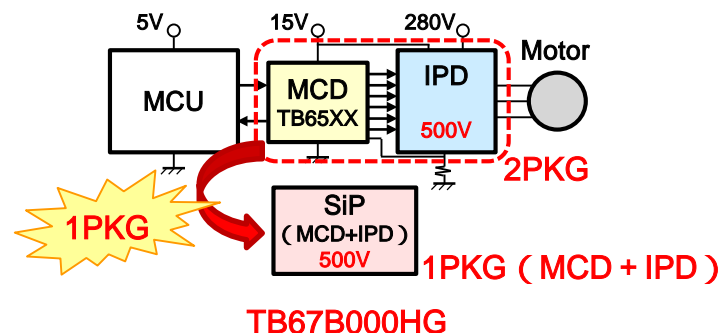 5V
15V
280V
MCU
MCD
TB65XX
IPD
500V
Motor
2PKG
1PKG
SiP
（MCD+IPD）
500V
1PKG（MCD + IPD）
TB67B000HG